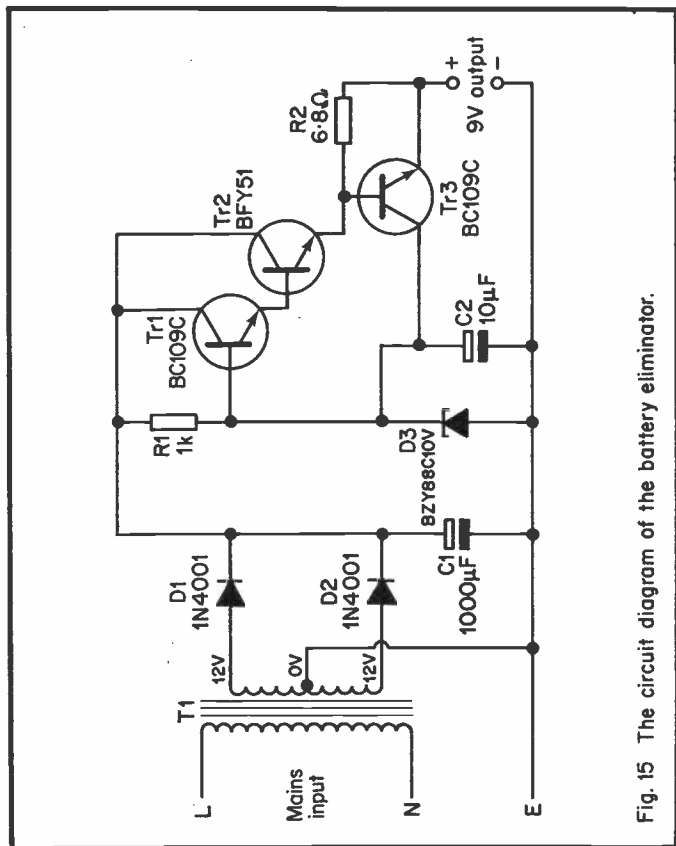 L
Mains
input
N
E
T1
12V
0V
12V
D1
1N4001
D2
1N4001
C1
1000µF
R1
1k
D3
BZY88C10V
Tr1
BC109C
Tr2
BFY51
C2
10µF
Tr3
BC109C
R2
6·8Ω
+
9V output
−
Fig. 15 The circuit diagram of the battery eliminator.